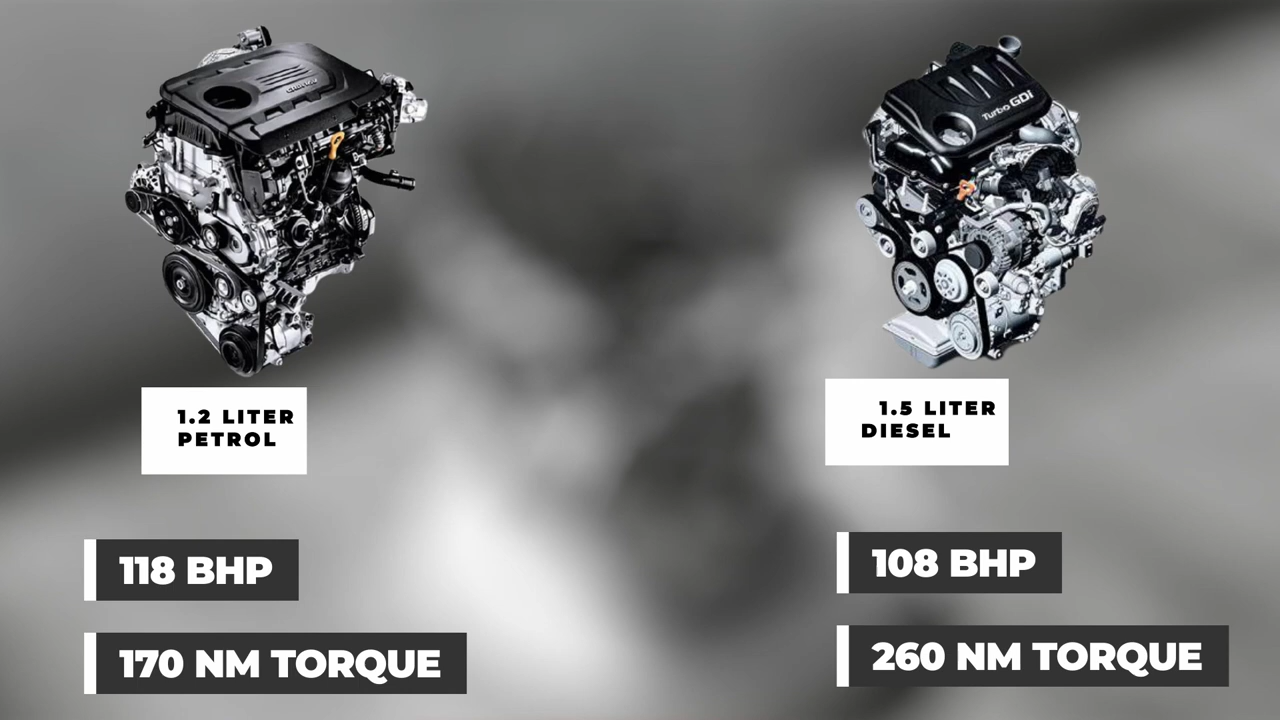 Turbo GDi
1.2 LITER
PETROL
1.5 LITER
DIESEL
118 BHP
108 BHP
170 NM TORQUE
260 NM TORQUE